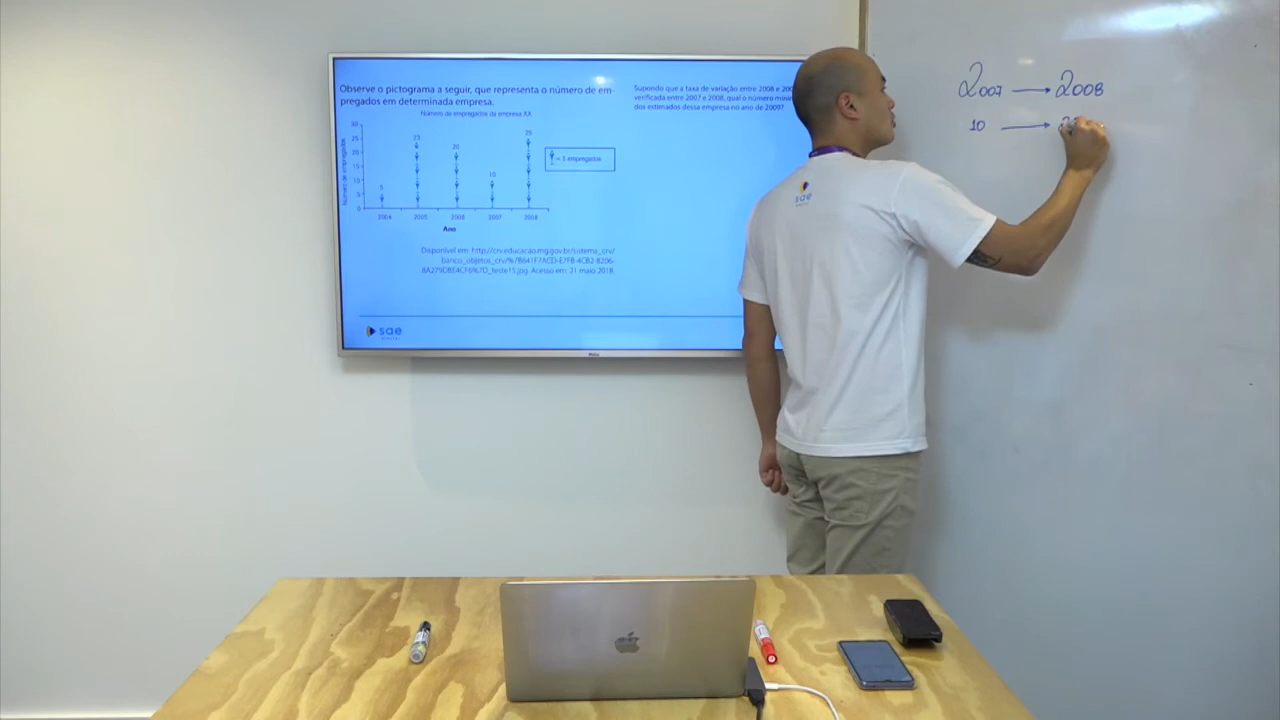 Observe o pictograma a seguir, que representa o número de em-
pregados em determinada empresa.
Número de empregados da empresa XX
Número de empregados
30
25
20
15
10
5
0
5
23
20
10
25
= 5 empregados
2004 2005 2006 2007 2008
Ano
Disponível em: http://crv.educacao.mg.gov.br/sistema_crv/
banco_objetos_crv/%7B641F7ACD-E7FB-4CB2-8206-
8A279DBE4CF6%7D_teste15.jpg. Acesso em: 21 maio 2018.
Supondo que a taxa de variação entre 2008 e
verificada entre 2007 e 2008, qual o número
dos estimados dessa empresa no ano de 2009?
sae
DIGITAL
Philco
2007 → 2008
10 →
sae